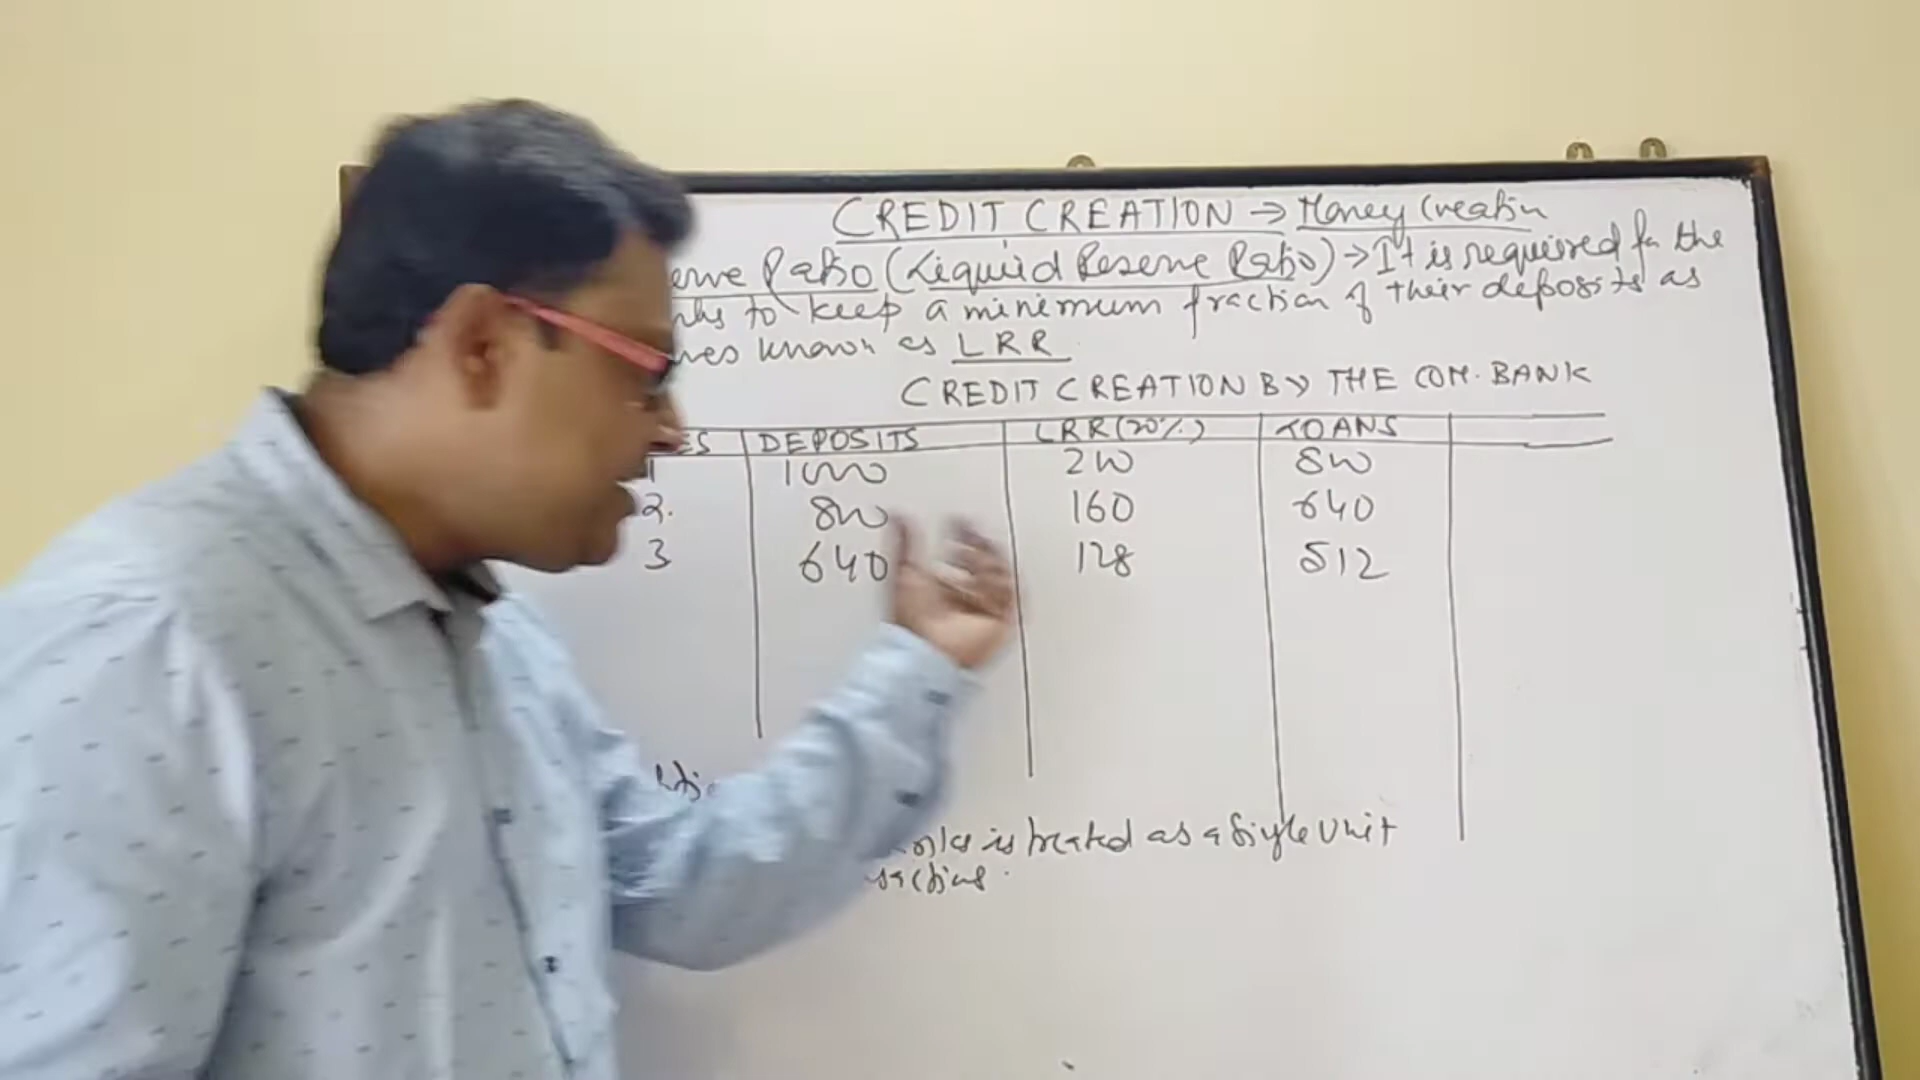 CREDIT CREATION → Money Creation
erve Ratio (Liquid Reserve Ratio) → It is required for the
nks to keep a minimum fraction of their deposits as
ves known as LRR
CREDIT CREATION BY THE COM. BANK
ES DEPOSITS LRR (20%) LOANS
1 1000 200 800
2. 800 160 640
3 640 128 512
is treated as a Single Unit